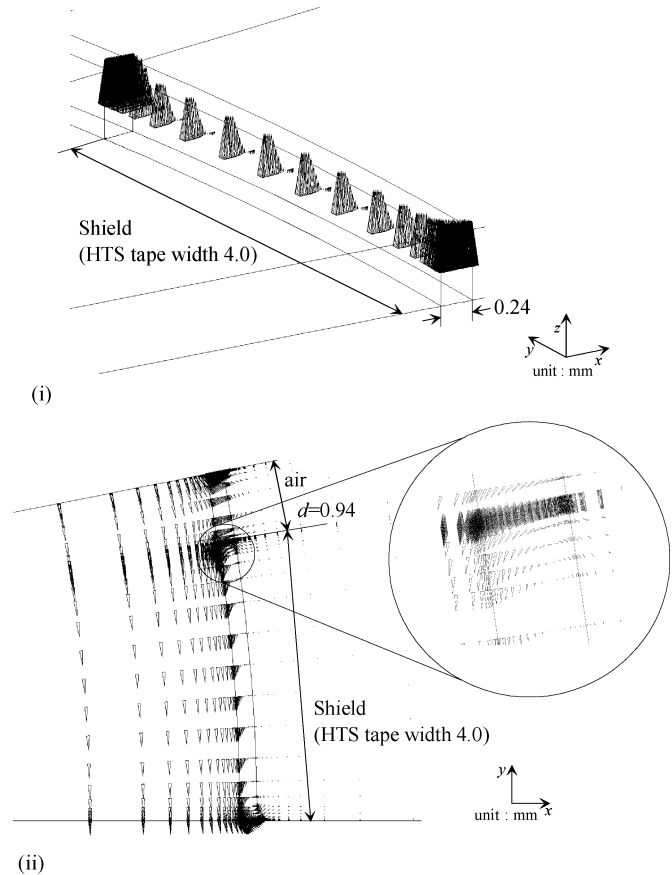 Shield
(HTS tape width 4.0)
0.24
z
y
x
unit : mm
(i)
air
d=0.94
Shield
(HTS tape width 4.0)
y
x
unit : mm
(ii)